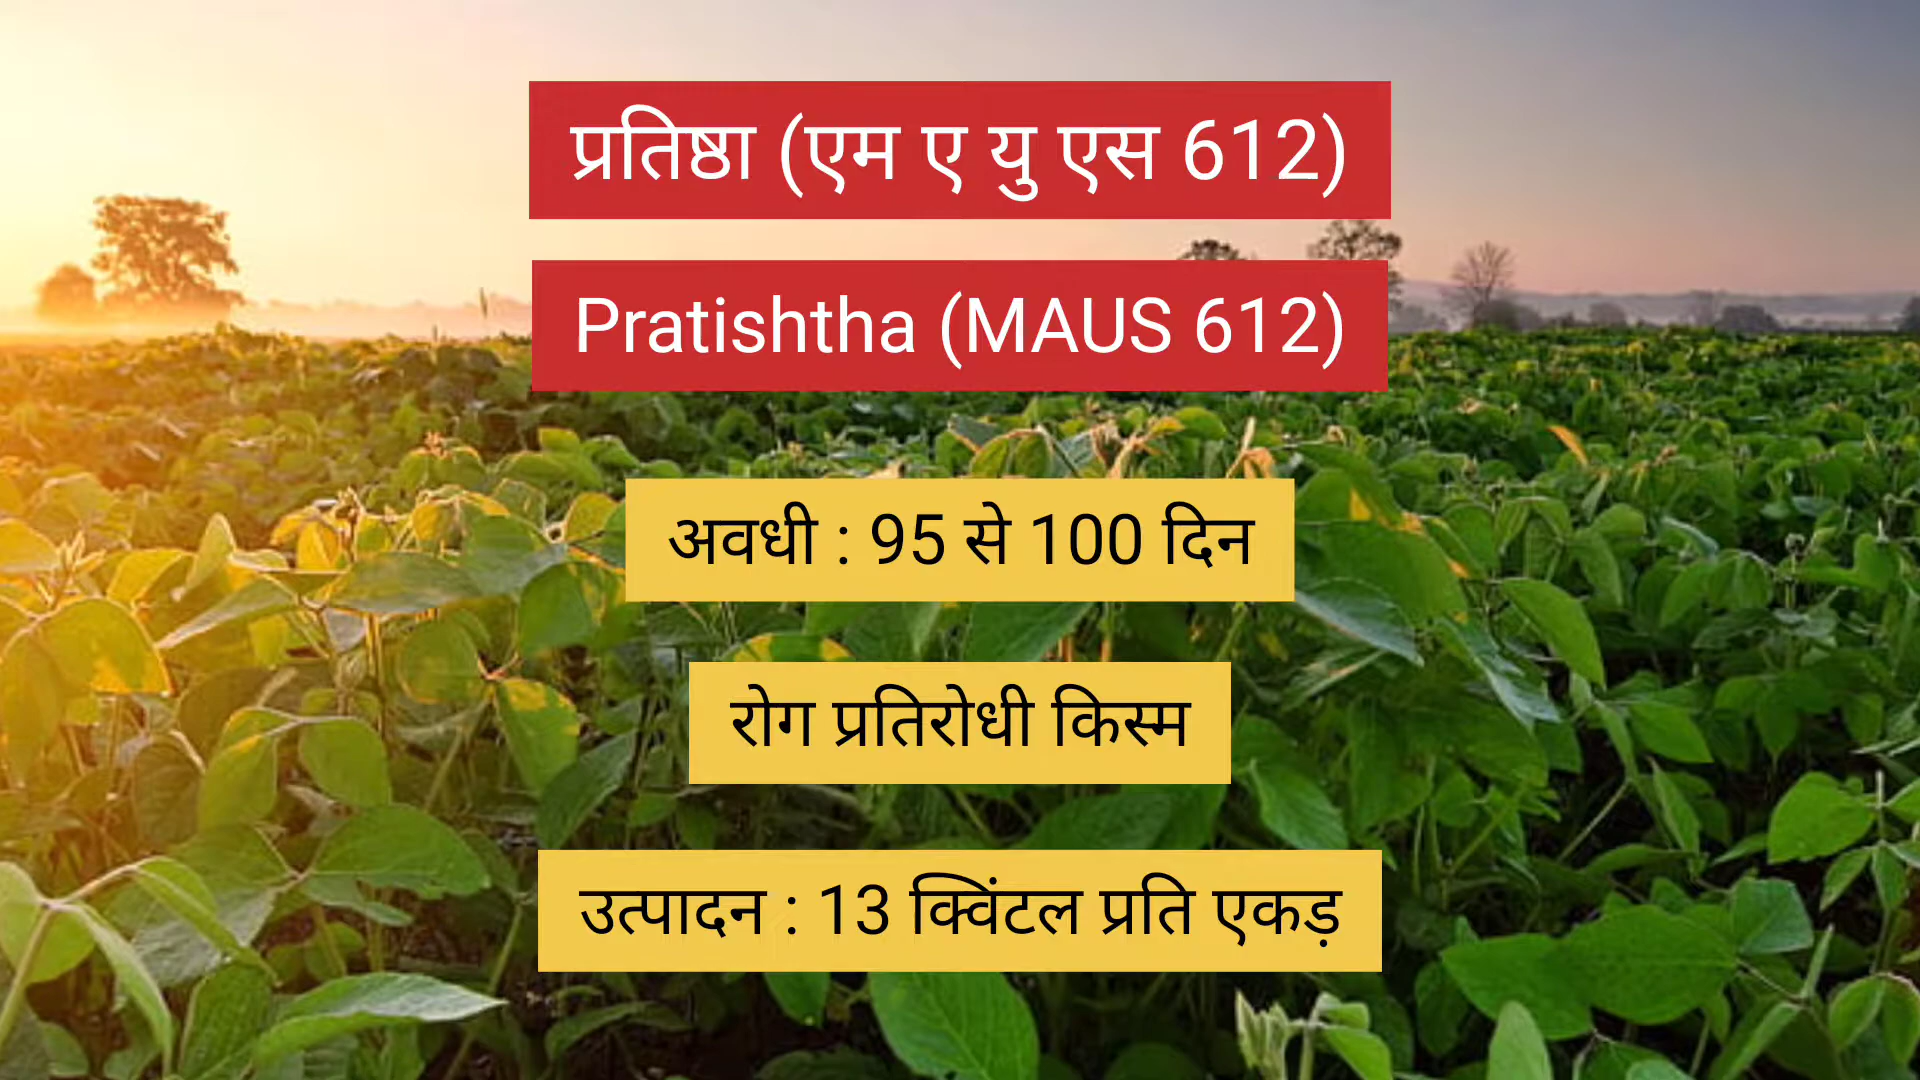 प्रतिष्ठा (एम ए यु एस 612)
Pratishtha (MAUS 612)
अवधी : 95 से 100 दिन
रोग प्रतिरोधी किस्म
उत्पादन : 13 क्विंटल प्रति एकड़